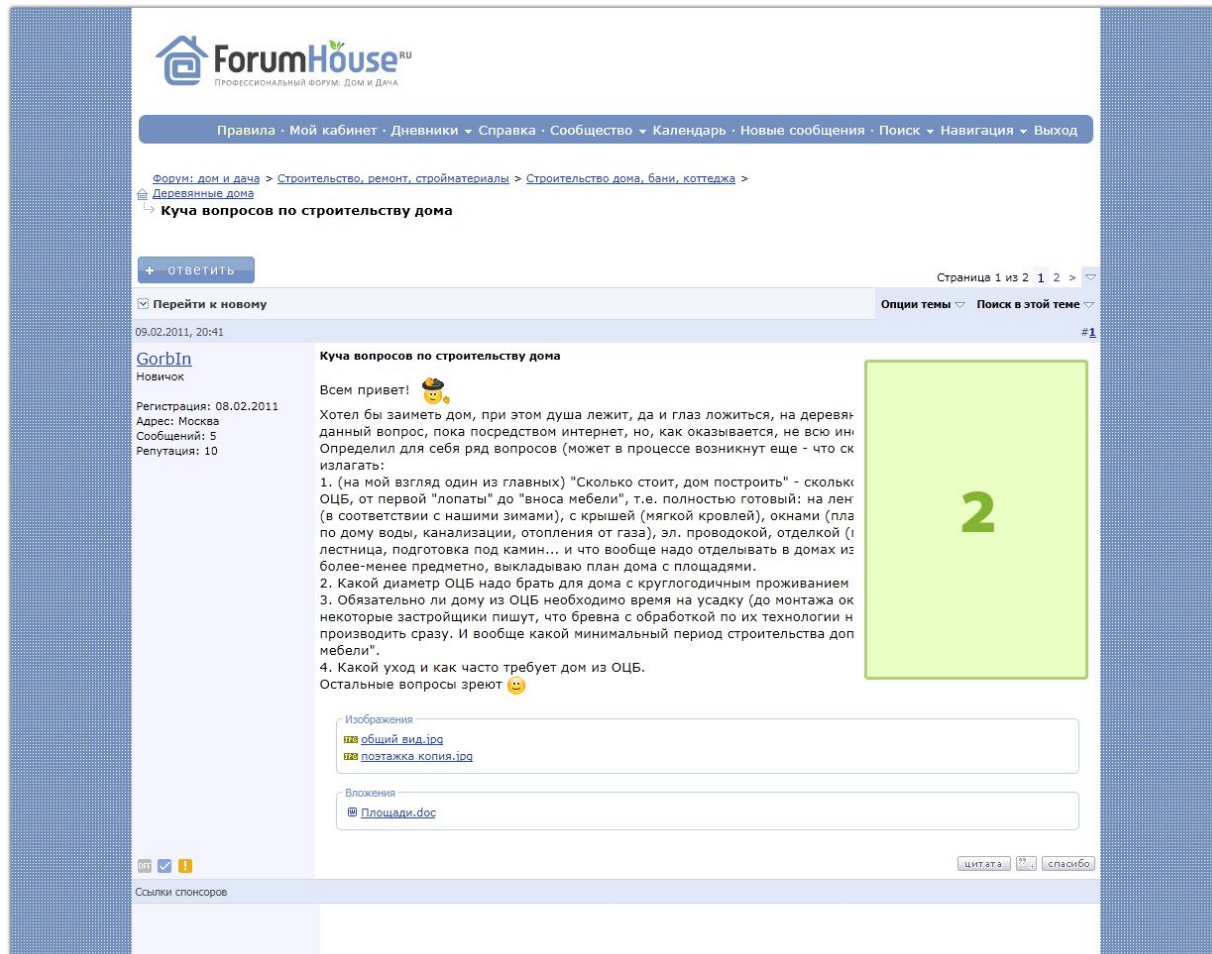 ForumHouse RU
Профессиональный форум: Дом и Дача
Правила · Мой кабинет · Дневники · Справка · Сообщество · Календарь · Новые сообщения · Поиск · Навигация · Выход
Форум: дом и дача > Строительство, ремонт, стройматериалы > Строительство дома, бани, коттеджа >
Деревянные дома
Куча вопросов по строительству дома
+ ответить
Страница 1 из 2 1 2 >
Перейти к новому
Опции темы Поиск в этой теме
09.02.2011, 20:41
#1
GorbIn
Новичок
Регистрация: 08.02.2011
Адрес: Москва
Сообщений: 5
Репутация: 10
Куча вопросов по строительству дома
Всем привет!
Хотел бы заиметь дом, при этом душа лежит, да и глаз ложиться, на
данный вопрос, пока посредством интернет, но, как оказывается, не всю
Определил для себя ряд вопросов (может в процессе возникнут еще - что
излагать:
1. (на мой взгляд один из главных) "Сколько стоит, дом построить" -
ОЦБ, от первой "лопаты" до "вноса мебели", т.е. полностью готовый: на
(в соответствии с нашими зимами), с крышей (мягкой кровлей), окнами
по дому воды, канализации, отопления от газа), эл. проводокой, отделкой
лестница, подготовка под камин... и что вообще надо отделывать в домах из
более-менее предметно, выкладываю план дома с площадями.
2. Какой диаметр ОЦБ надо брать для дома с круглогодичным проживанием
3. Обязательно ли дому из ОЦБ необходимо время на усадку (до монтажа
некоторые застройщики пишут, что бревна с обработкой по их технологии
производить сразу. И вообще какой минимальный период строительства
мебели".
4. Какой уход и как часто требует дом из ОЦБ.
Остальные вопросы зреют
2
Изображения
JPG общий вид.jpg
JPG поэтажка копия.jpg
Вложения
Площади.doc
OFF
цитата спасибо
Ссылки спонсоров